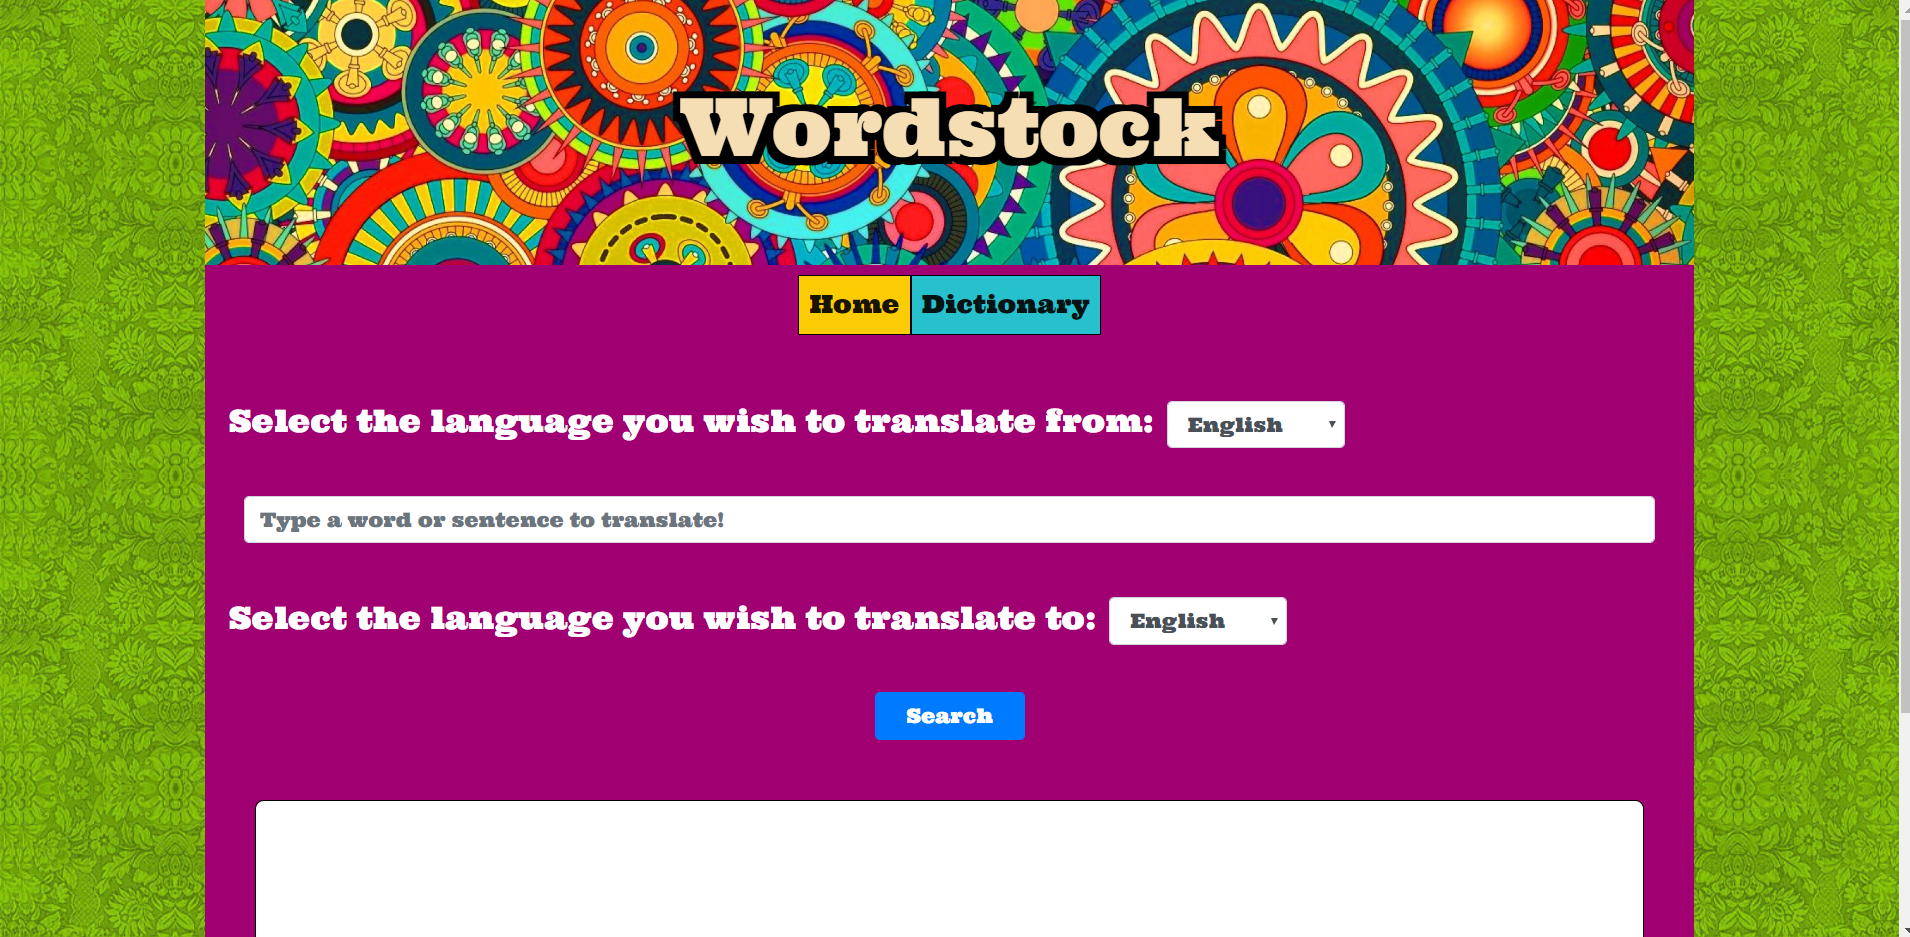 Wordstock
Home Dictionary
Select the language you wish to translate from: English
Type a word or sentence to translate!
Select the language you wish to translate to: English
Search